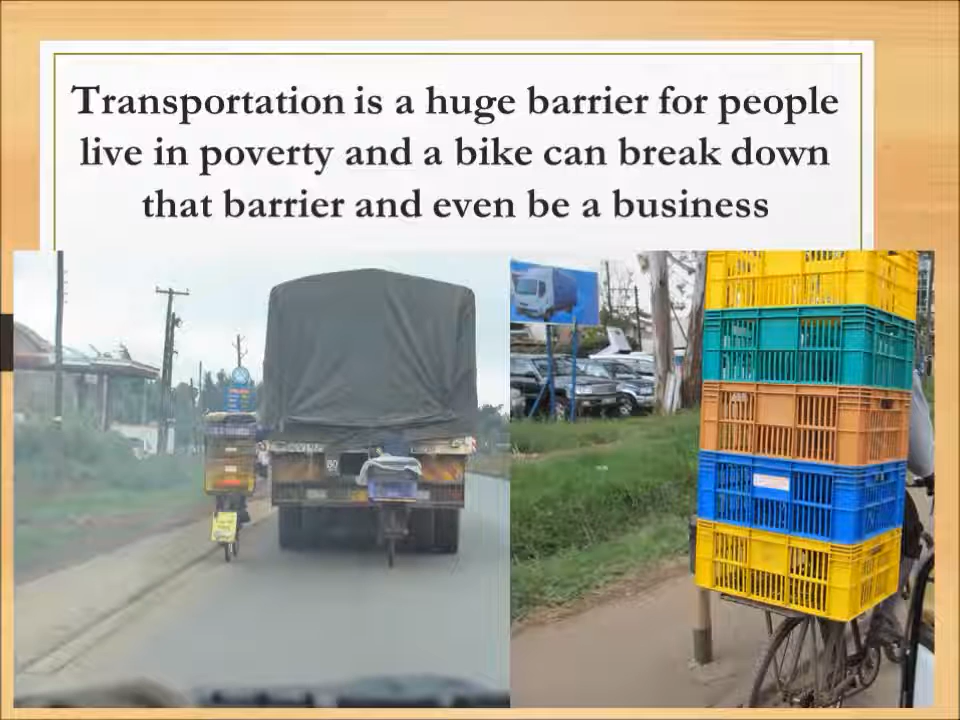 Transportation is a huge barrier for people
live in poverty and a bike can break down
that barrier and even be a business